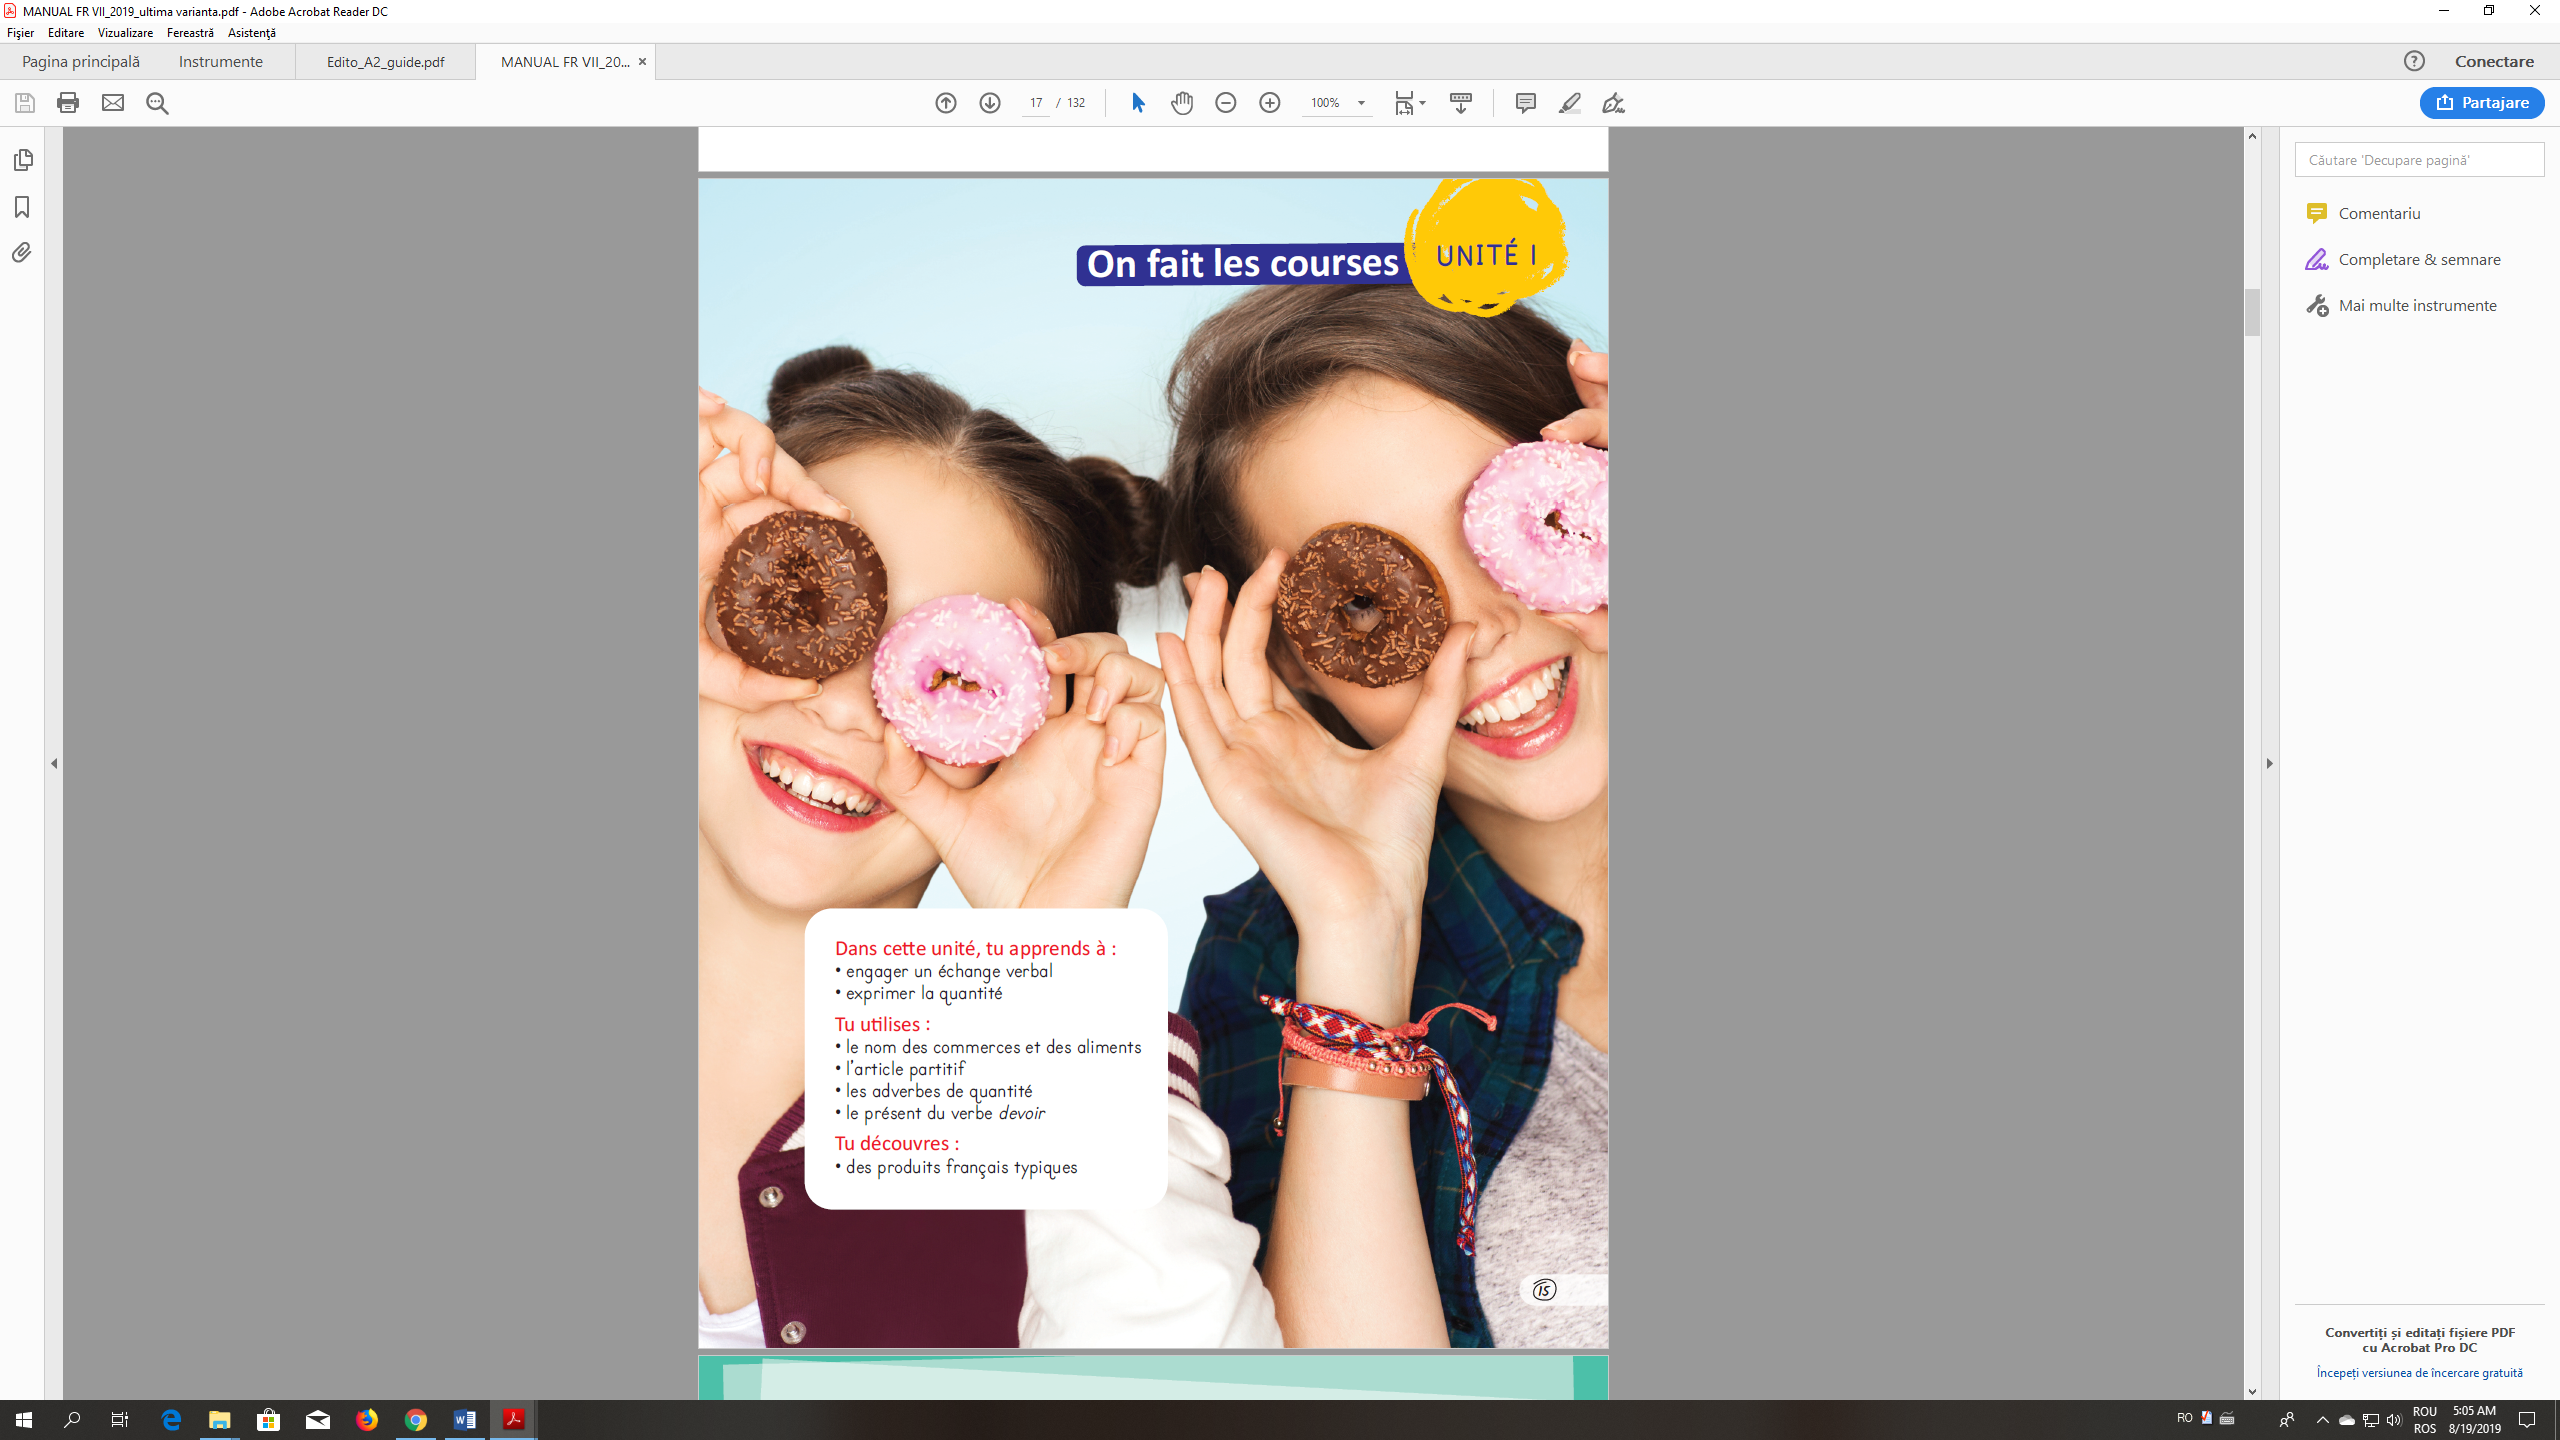 MANUAL FR VII_2019_ultima varianta.pdf - Adobe Acrobat Reader DC
Fișier Editare Vizualizare Fereastră Asistență
Pagina principală Instrumente Edito_A2_guide.pdf MANUAL FR VII_20... Conectare
17 / 132 100% Partajare
Căutare 'Decupare pagină'
Comentariu
Completare & semnare
Mai multe instrumente
On fait les courses
UNITÉ 1
Dans cette unité, tu apprends à :
• engager un échange verbal
• exprimer la quantité
Tu utilises :
• le nom des commerces et des aliments
• l'article partitif
• les adverbes de quantité
• le présent du verbe devoir
Tu découvres :
• des produits français typiques
15
Convertiți și editați fișiere PDF
cu Acrobat Pro DC
Începeți versiunea de încercare gratuită
RO
ROU
ROS
5:05 AM
8/19/2019